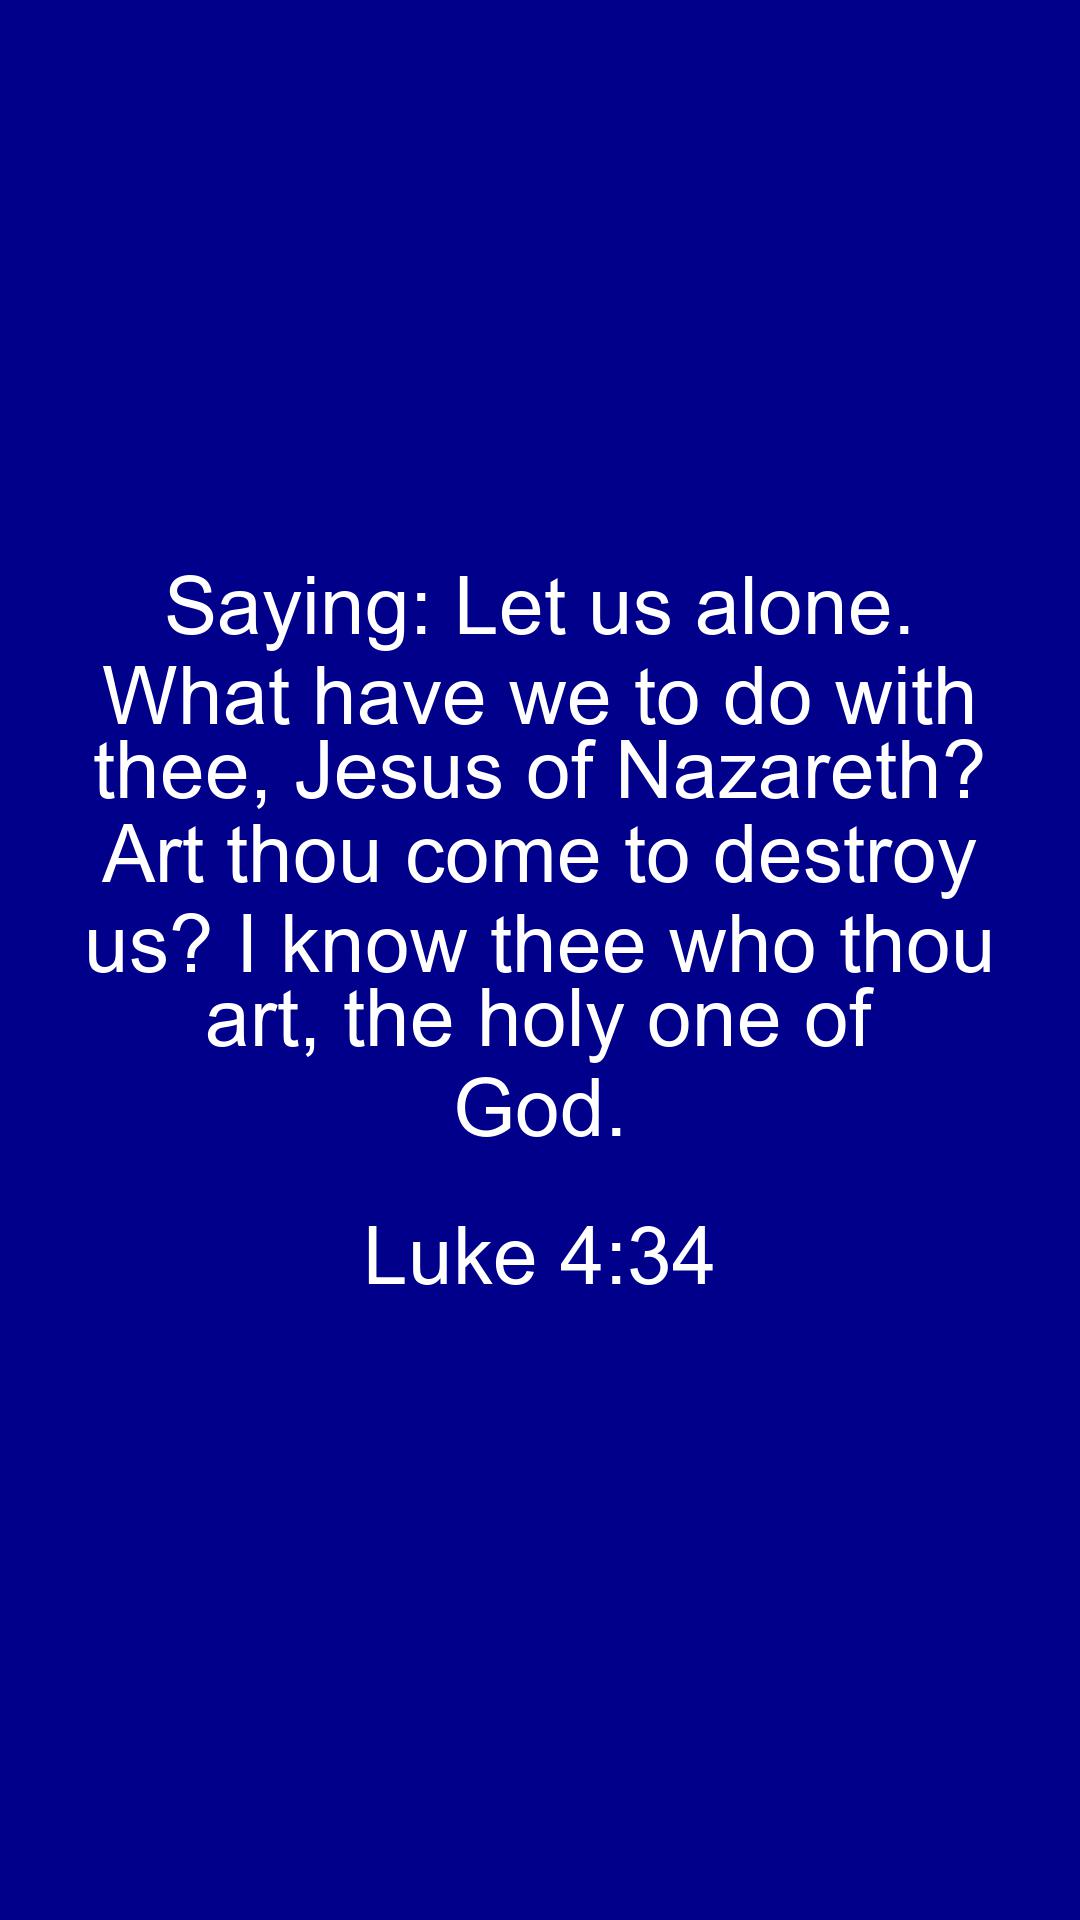 Saying: Let us alone.
What have we to do with
thee, Jesus of Nazareth?
Art thou come to destroy
us? I know thee who thou
art, the holy one of
God.
Luke 4:34